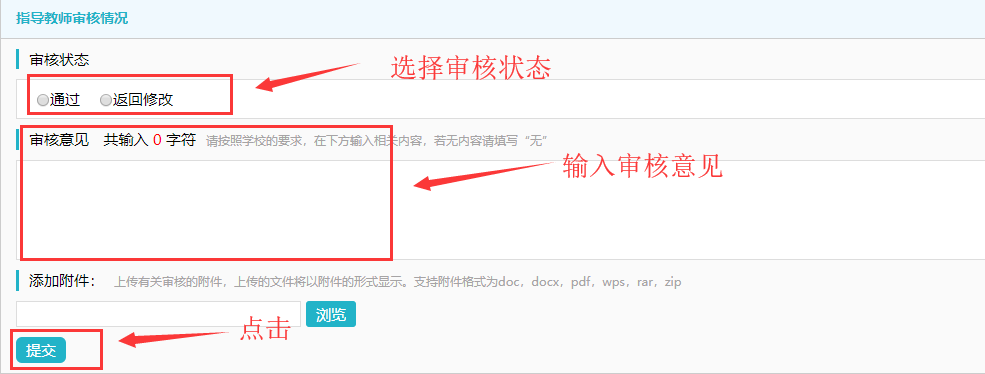 指导教师审核情况
审核状态
选择审核状态
通过 返回修改
审核意见 共输入 0 字符 请按照学校的要求，在下方输入相关内容，若无内容请填写“无”
输入审核意见
添加附件： 上传有关审核的附件，上传的文件将以附件的形式显示。支持附件格式为doc，docx，pdf，wps，rar，zip
浏览
点击
提交